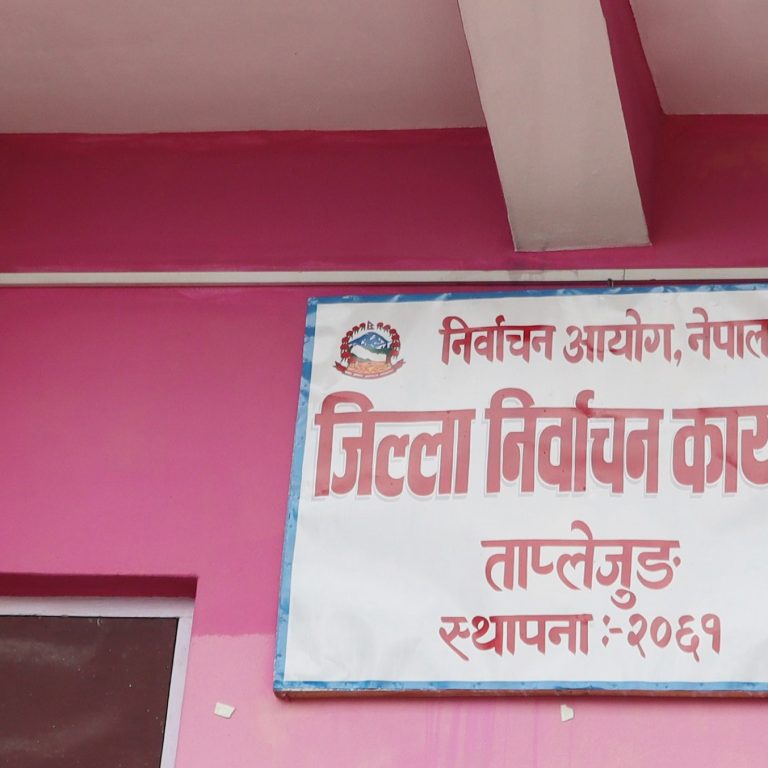 निर्वाचन आयोग, नेपाल
जिल्ला निर्वाचन कार
ताप्लेजुङ
स्थापना :-२०६१